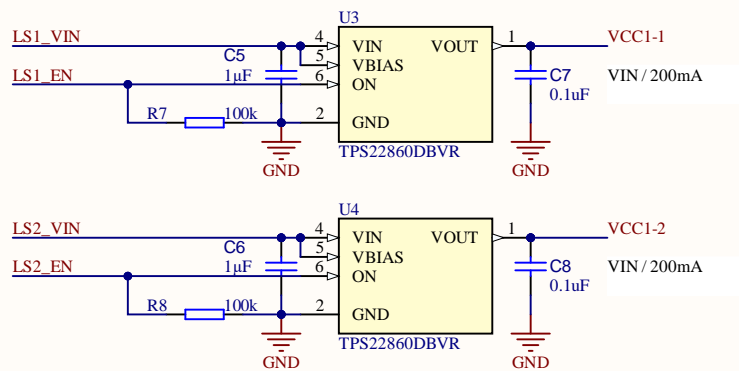 U3
LS1_VIN 4 VIN VOUT 1 VCC1-1
C5 5 VBIAS
LS1_EN 1µF 6 ON C7 VIN / 200mA
0.1uF
R7 100k 2 GND
TPS22860DBVR
GND GND
U4
LS2_VIN 4 VIN VOUT 1 VCC1-2
C6 5 VBIAS
LS2_EN 1µF 6 ON C8 VIN / 200mA
0.1uF
R8 100k 2 GND
TPS22860DBVR
GND GND